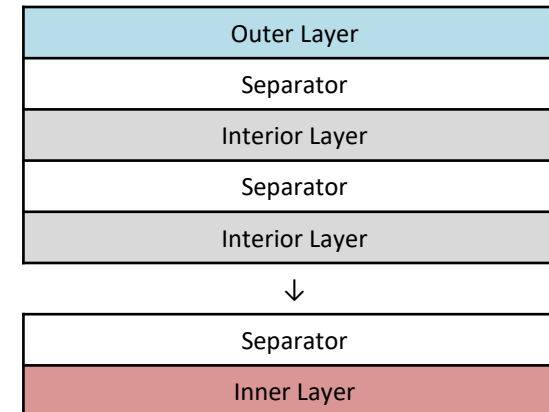 Outer Layer
Separator
Interior Layer
Separator
Interior Layer
↓
Separator
Inner Layer